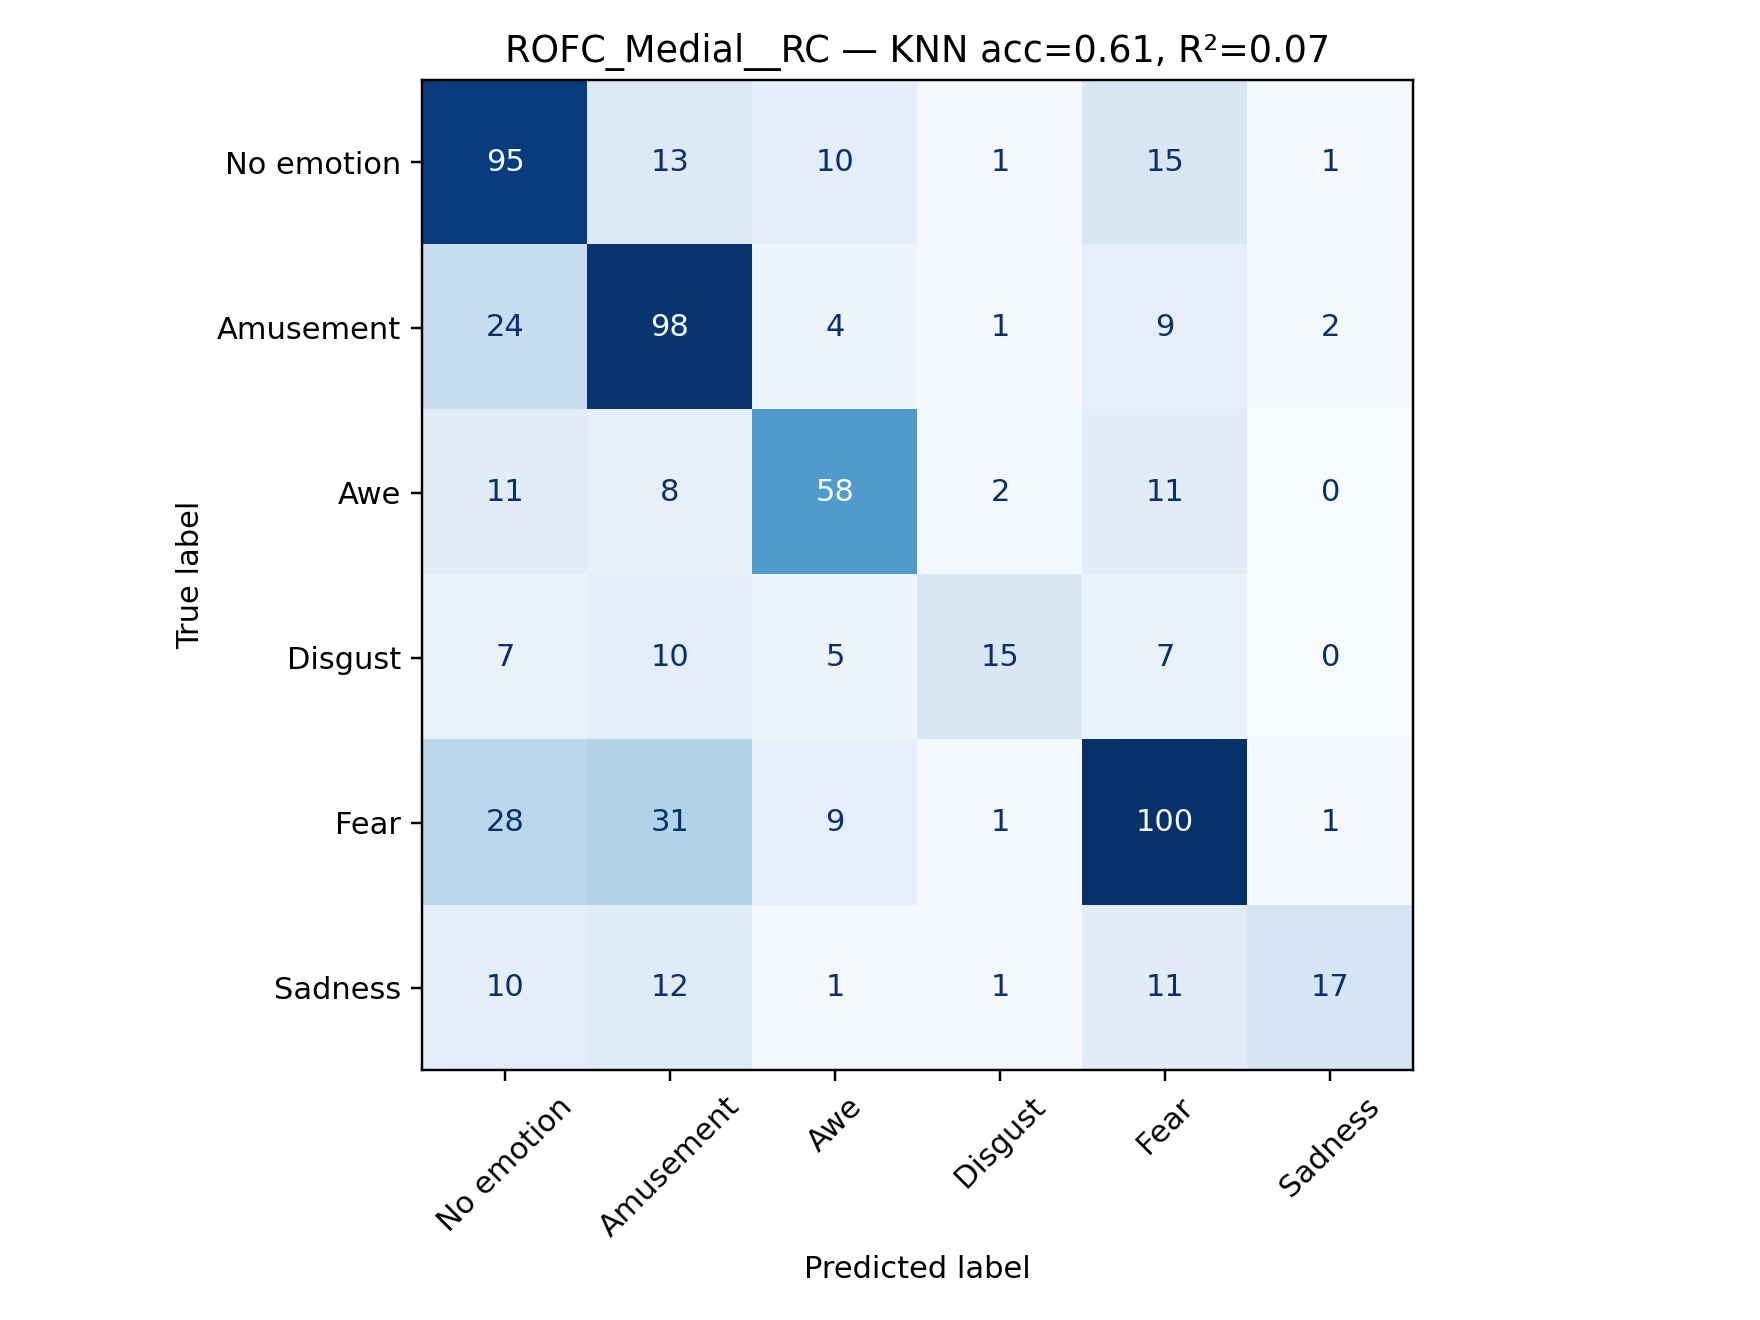 ROFC_Medial__RC — KNN acc=0.61, R²=0.07
No emotion 95 13 10 1 15 1
Amusement 24 98 4 1 9 2
Awe 11 8 58 2 11 0
Disgust 7 10 5 15 7 0
Fear 28 31 9 1 100 1
Sadness 10 12 1 1 11 17
True label
No emotion Amusement Awe Disgust Fear Sadness
Predicted label